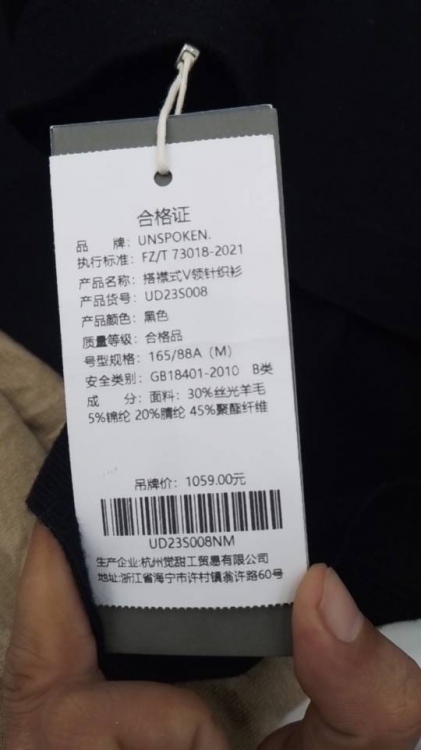 合格证
品 牌: UNSPOKEN.
执行标准: FZ/T 73018-2021
产品名称: 搭襟式V领针织衫
产品货号: UD23S008
产品颜色: 黑色
质量等级: 合格品
号型规格: 165/88A (M)
安全类别: GB18401-2010 B类
成 分: 面料: 30%丝光羊毛
5%锦纶 20%腈纶 45%聚酯纤维
吊牌价: 1059.00元
UD23S008NM
生产企业:杭州觉甜工贸易有限公司
地址:浙江省海宁市许村镇翁许路60号